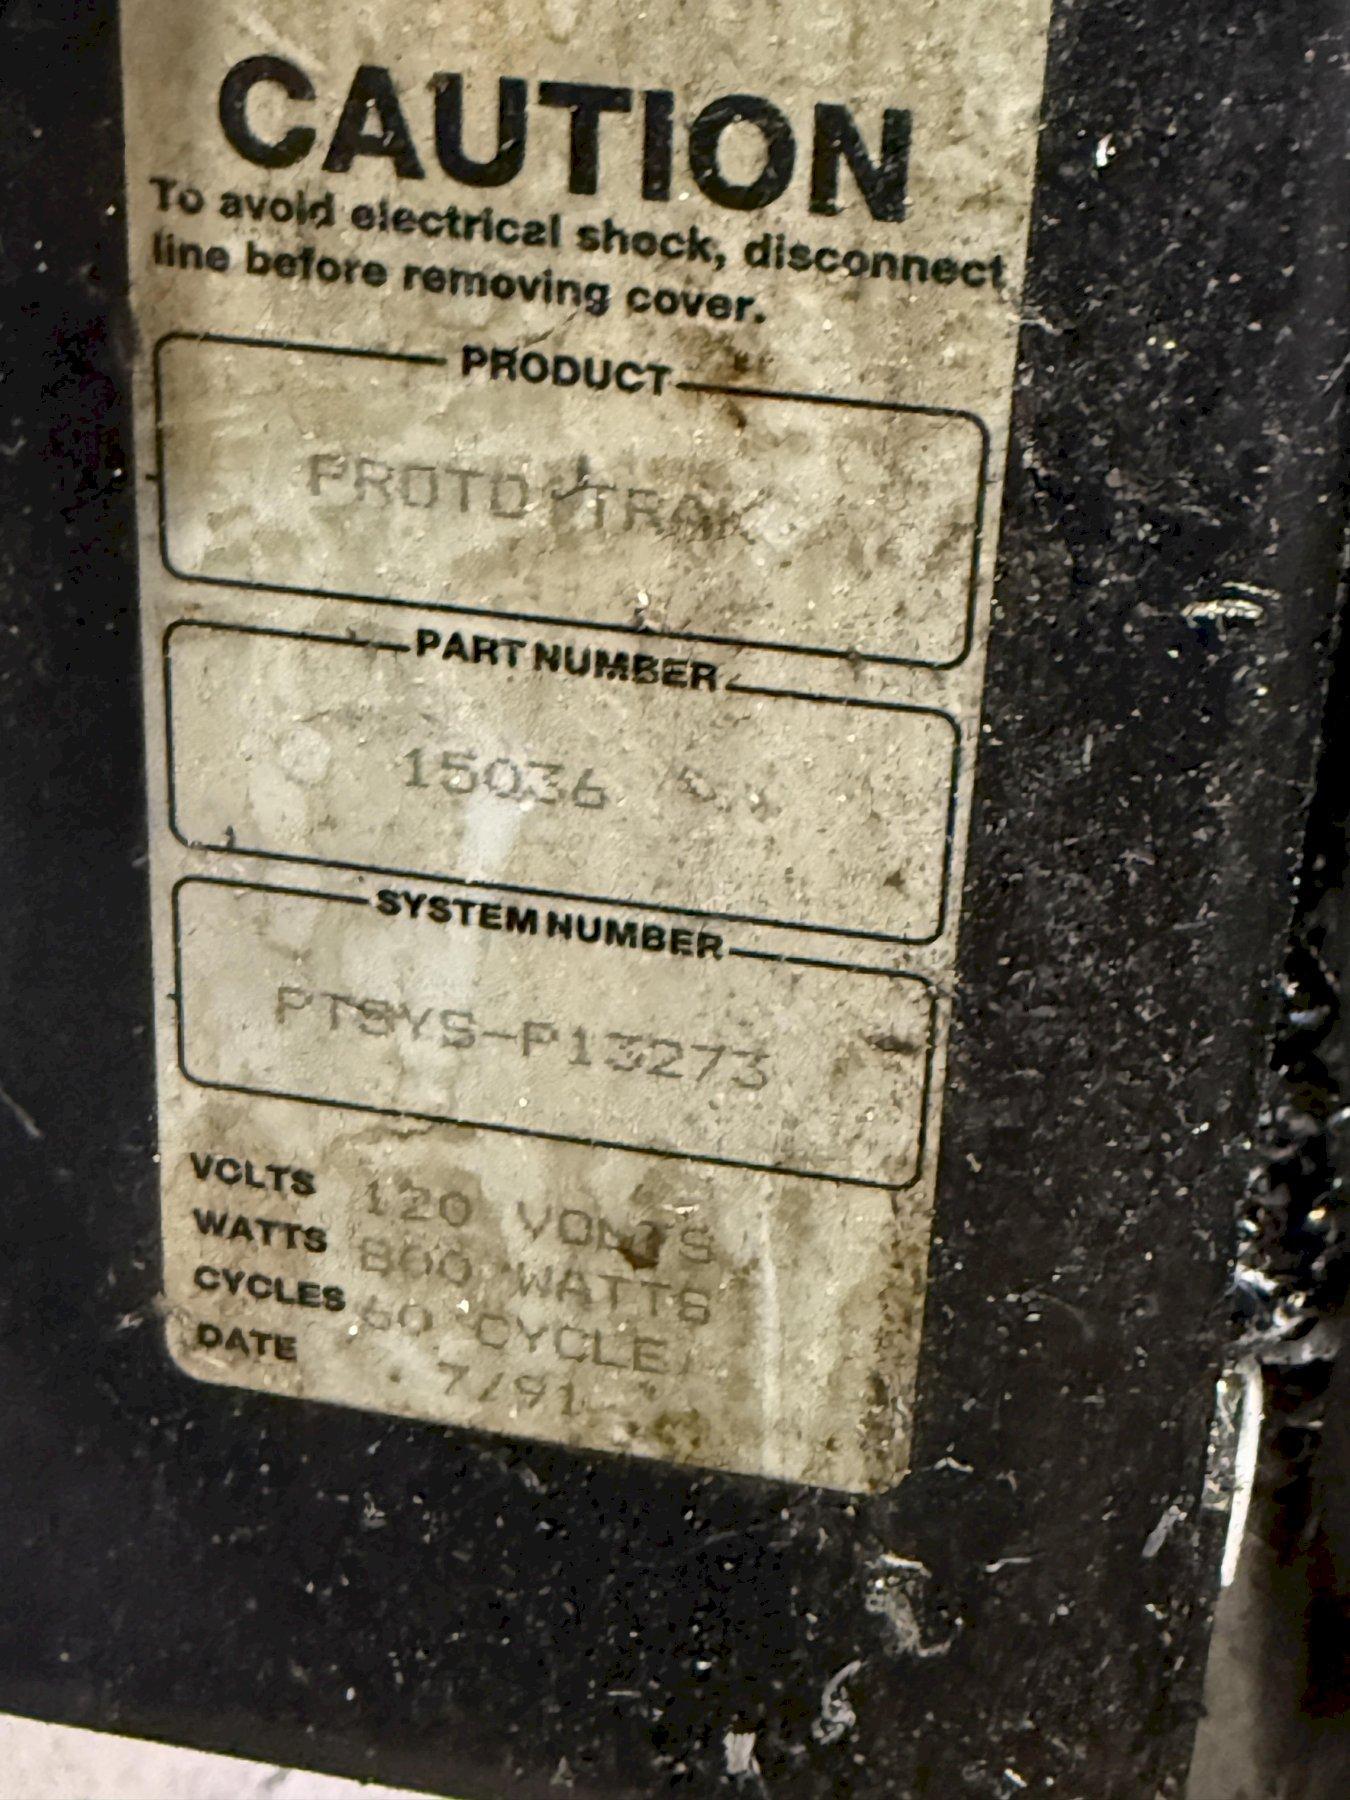 CAUTION
To avoid electrical shock, disconnect
line before removing cover.
PRODUCT
PROTO TRAK
PART NUMBER
15036
SYSTEM NUMBER
PTSYS-P13273
VOLTS 120 VOLTS
WATTS 800 WATTS
CYCLES 60 CYCLE
DATE 7/91